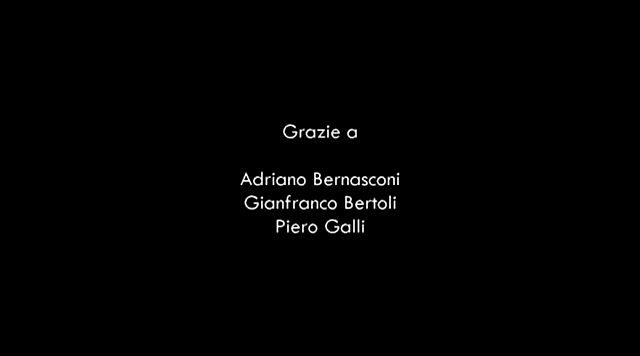 Grazie a
Adriano Bernasconi
Gianfranco Bertoli
Piero Galli